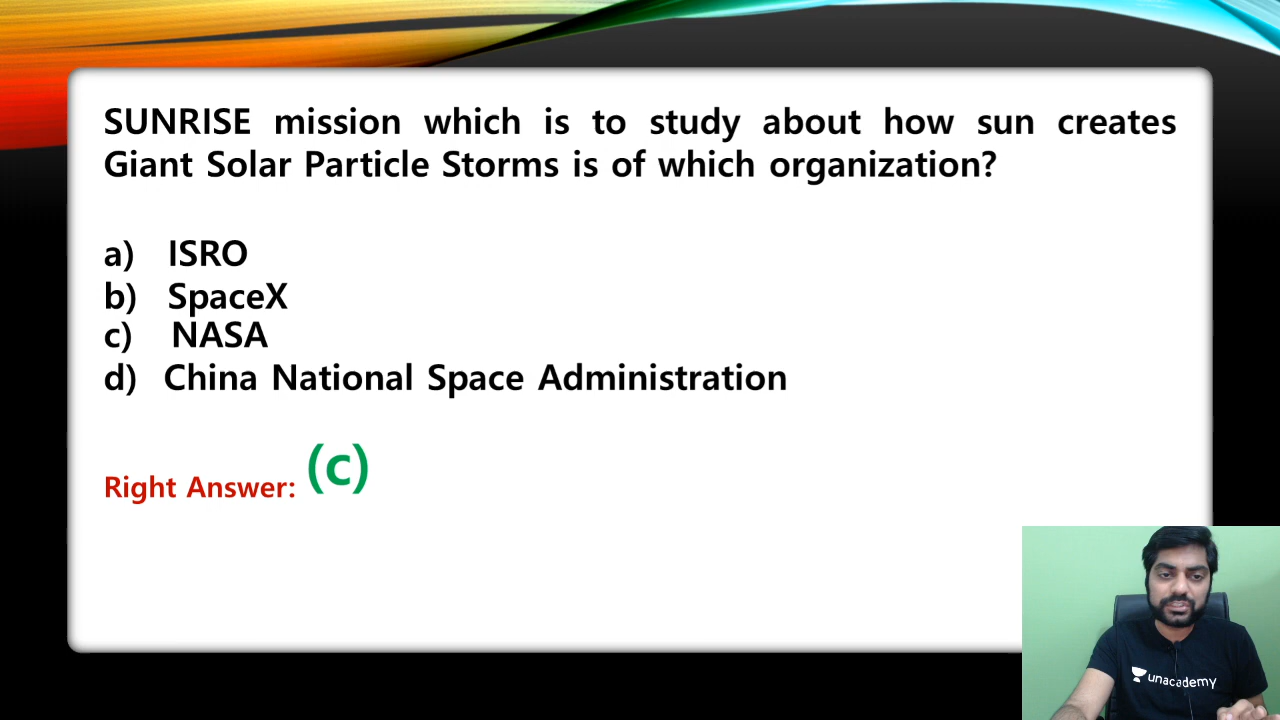 SUNRISE mission which is to study about how sun creates
Giant Solar Particle Storms is of which organization?
a) ISRO
b) SpaceX
c) NASA
d) China National Space Administration
Right Answer: (c)
unacademy